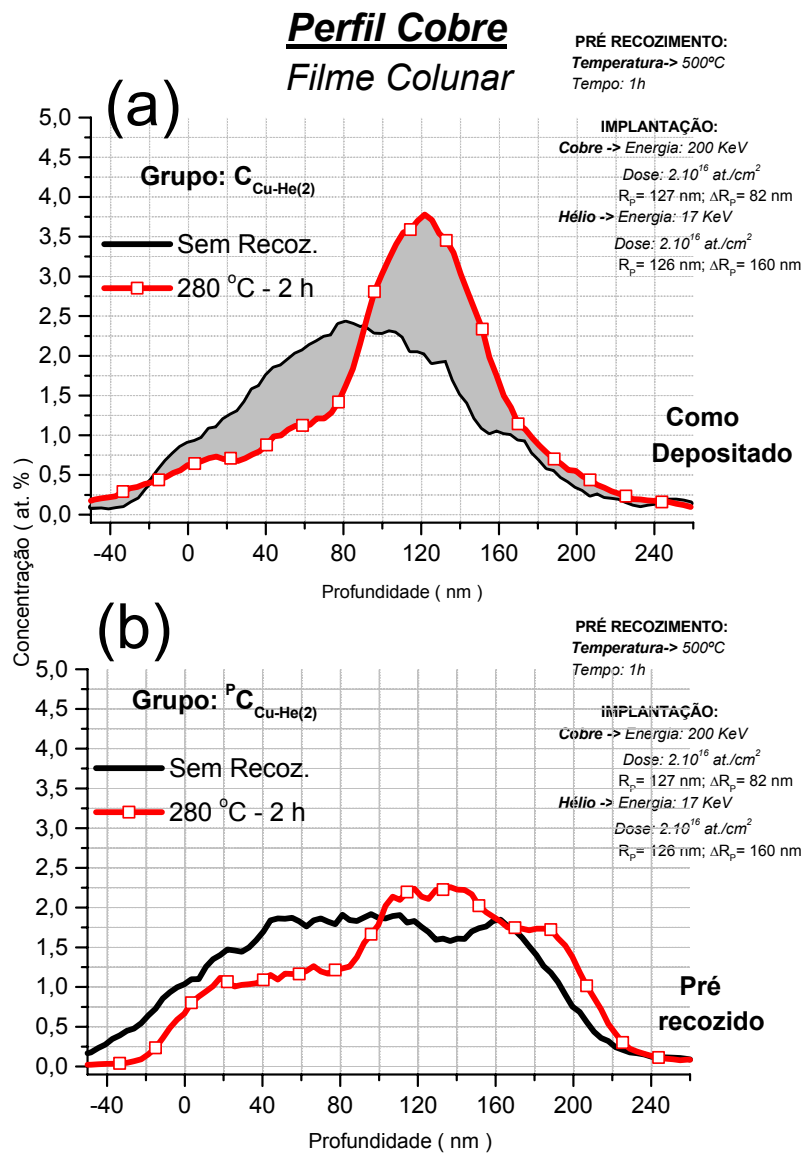 Perfil Cobre
Filme Colunar
PRÉ RECOZIMENTO:
Temperatura-> 500ºC
Tempo: 1h
(a)
IMPLANTAÇÃO:
Cobre -> Energia: 200 KeV
Dose: 2.10^16 at./cm^2
R_P= 127 nm; ΔR_P= 82 nm
Hélio -> Energia: 17 KeV
Dose: 2.10^16 at./cm^2
R_P= 126 nm; ΔR_P= 160 nm
Grupo: C_Cu-He(2)
Sem Recoz.
280 °C - 2 h
Como
Depositado
5,0
4,5
4,0
3,5
3,0
2,5
2,0
1,5
1,0
0,5
0,0
-40 0 40 80 120 160 200 240
Profundidade ( nm )
Concentração ( at. % )
(b)
PRÉ RECOZIMENTO:
Temperatura-> 500ºC
Tempo: 1h
IMPLANTAÇÃO:
Cobre -> Energia: 200 KeV
Dose: 2.10^16 at./cm^2
R_P= 127 nm; ΔR_P= 82 nm
Hélio -> Energia: 17 KeV
Dose: 2.10^16 at./cm^2
R_P= 126 nm; ΔR_P= 160 nm
Grupo: ^PC_Cu-He(2)
Sem Recoz.
280 °C - 2 h
Pré
recozido
5,0
4,5
4,0
3,5
3,0
2,5
2,0
1,5
1,0
0,5
0,0
-40 0 40 80 120 160 200 240
Profundidade ( nm )